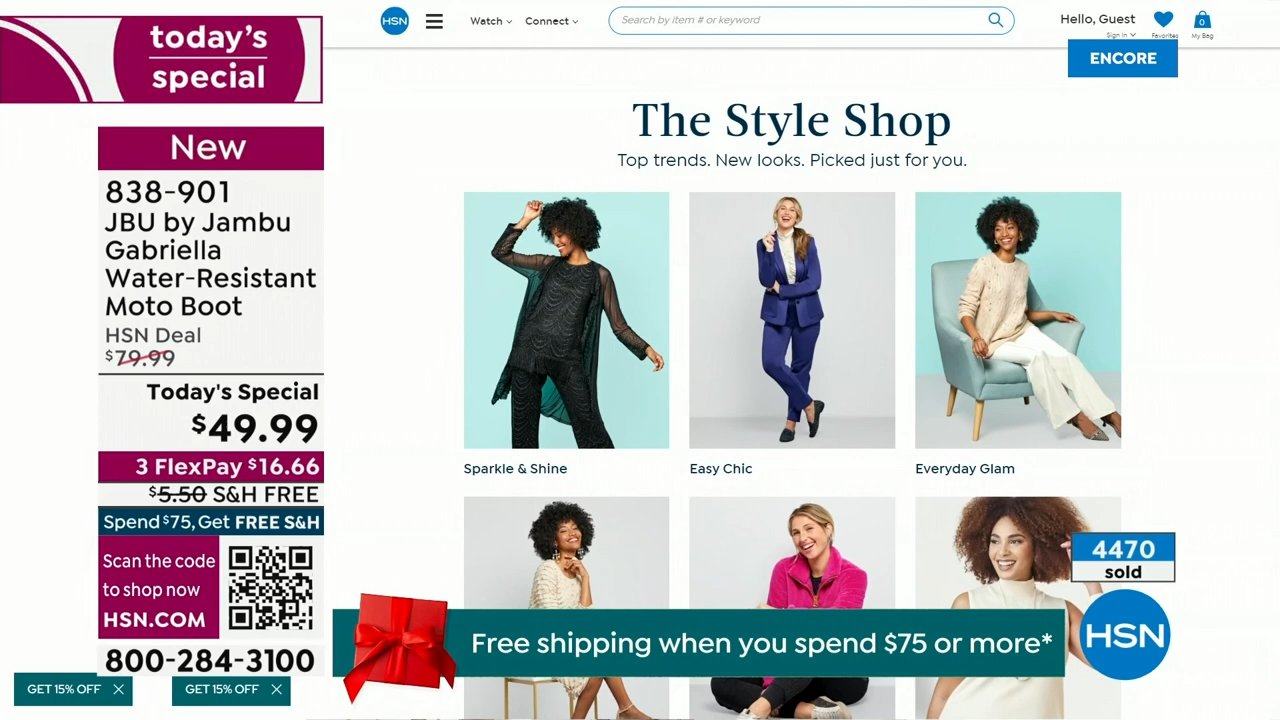 today's
special
New
838-901
JBU by Jambu
Gabriella
Water-Resistant
Moto Boot
HSN Deal
$79.99
Today's Special
$49.99
3 FlexPay $16.66
$5.50 S&H FREE
Spend $75, Get FREE S&H
Scan the code
to shop now
HSN.COM
800-284-3100
GET 15% OFF
GET 15% OFF
HSN
Watch
Connect
Search by item # or keyword
Hello, Guest
Sign In
Favorites
0
My Bag
ENCORE
The Style Shop
Top trends. New looks. Picked just for you.
Sparkle & Shine
Easy Chic
Everyday Glam
4470
sold
Free shipping when you spend $75 or more*
HSN